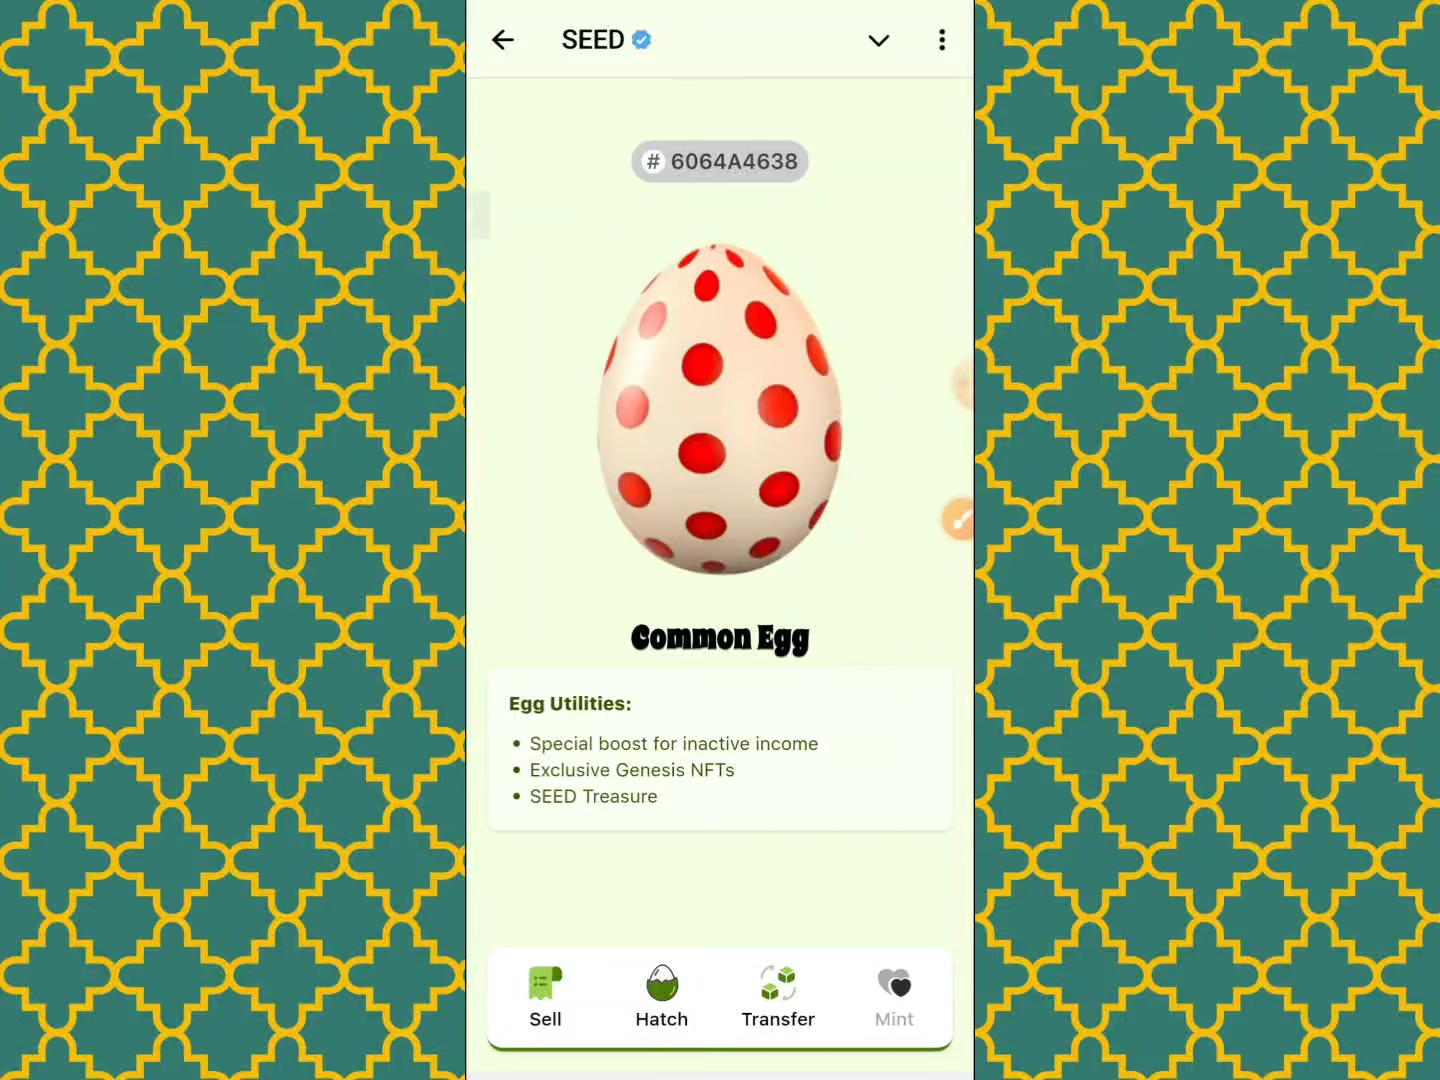 SEED
# 6064A4638
Common Egg
Egg Utilities:
• Special boost for inactive income
• Exclusive Genesis NFTs
• SEED Treasure
Sell Hatch Transfer Mint